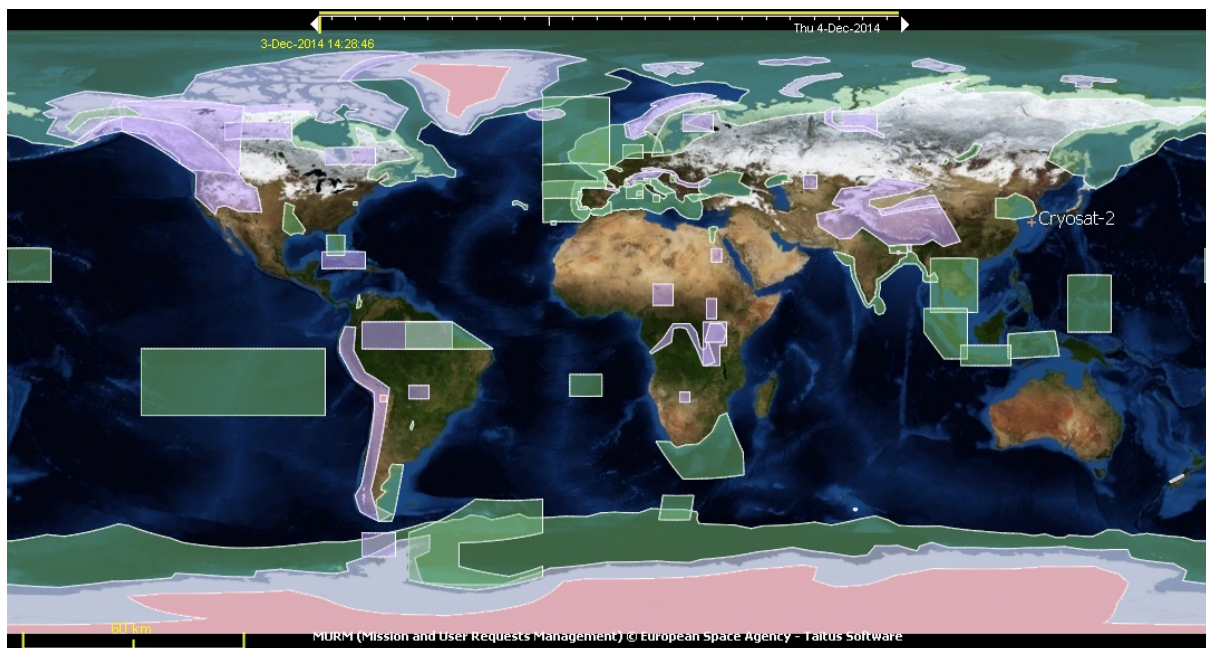 Thu 4-Dec-2014
3-Dec-2014 14:28:46
Cryosat-2
60 km
MURM (Mission and User Requests Management) © European Space Agency - Taitus Software